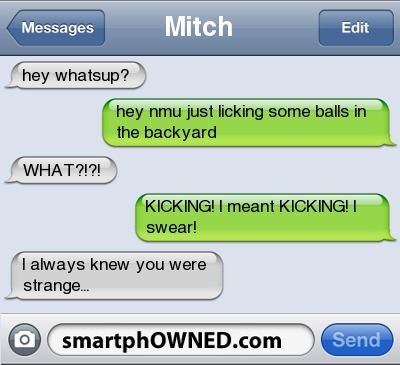 Messages
Mitch
Edit
hey whatsup?
hey nmu just licking some balls in
the backyard
WHAT?!?!
KICKING! I meant KICKING! I
swear!
I always knew you were
strange...
smartphOWNED.com
Send